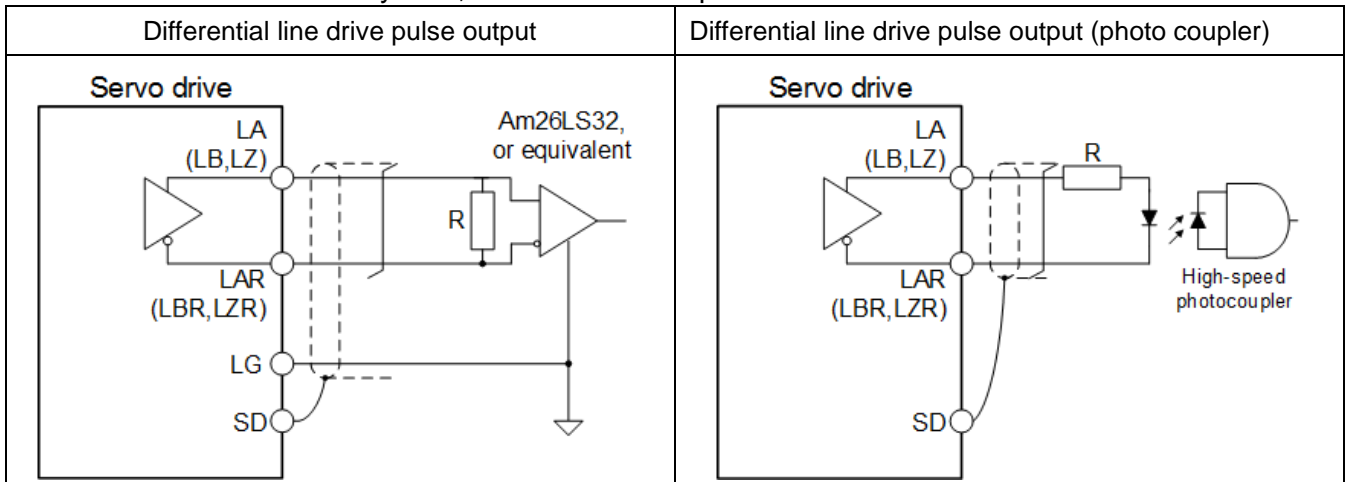 Differential line drive pulse output
Servo drive
LA
(LB,LZ)
Am26LS32,
or equivalent
R
LAR
(LBR,LZR)
LG
SD
Differential line drive pulse output (photo coupler)
Servo drive
LA
(LB,LZ)
R
LAR
(LBR,LZR)
High-speed
photocoupler
SD